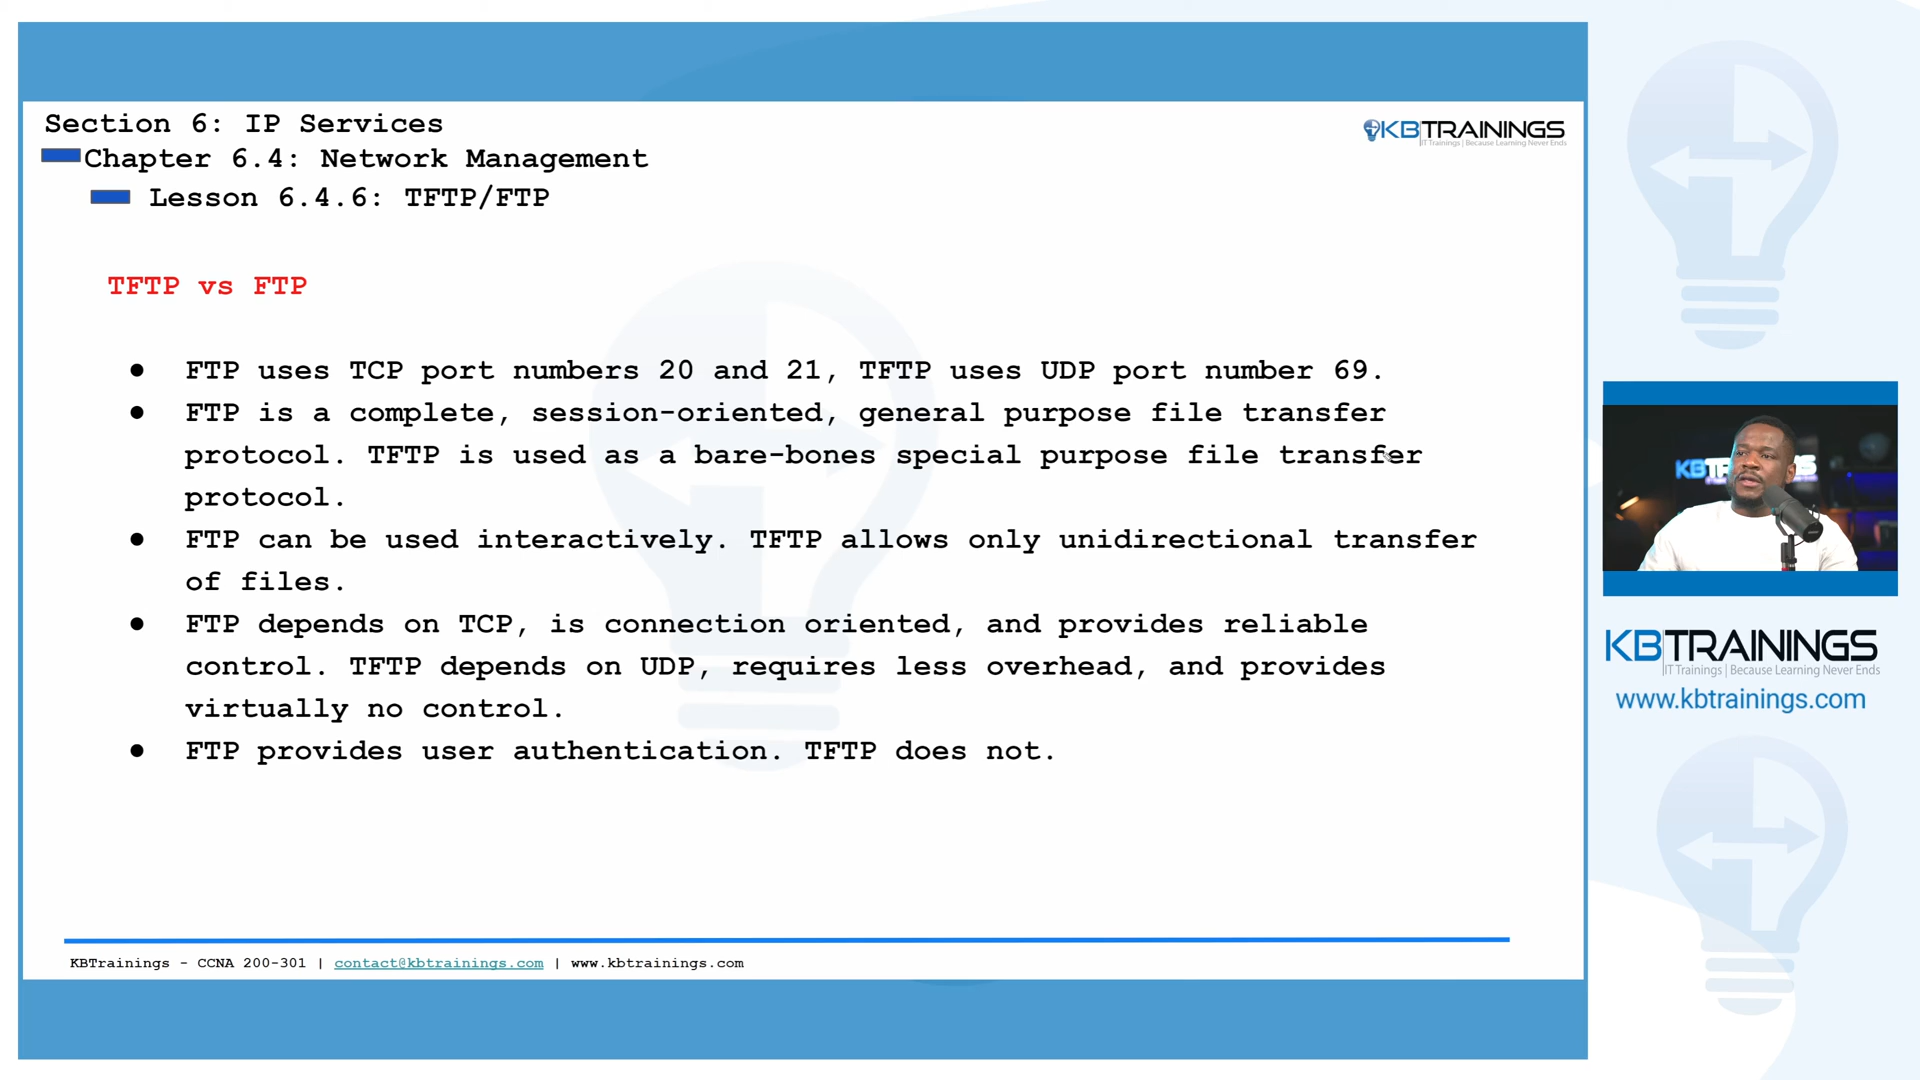 Section 6: IP Services
Chapter 6.4: Network Management
Lesson 6.4.6: TFTP/FTP
KBTRAININGS
IT Trainings | Because Learning Never Ends
TFTP vs FTP
● FTP uses TCP port numbers 20 and 21, TFTP uses UDP port number 69.
● FTP is a complete, session-oriented, general purpose file transfer
protocol. TFTP is used as a bare-bones special purpose file transfer
protocol.
● FTP can be used interactively. TFTP allows only unidirectional transfer
of files.
● FTP depends on TCP, is connection oriented, and provides reliable
control. TFTP depends on UDP, requires less overhead, and provides
virtually no control.
● FTP provides user authentication. TFTP does not.
KBTrainings - CCNA 200-301 | contact@kbtrainings.com | www.kbtrainings.com
KBTRAININGS
IT Trainings | Because Learning Never Ends
www.kbtrainings.com